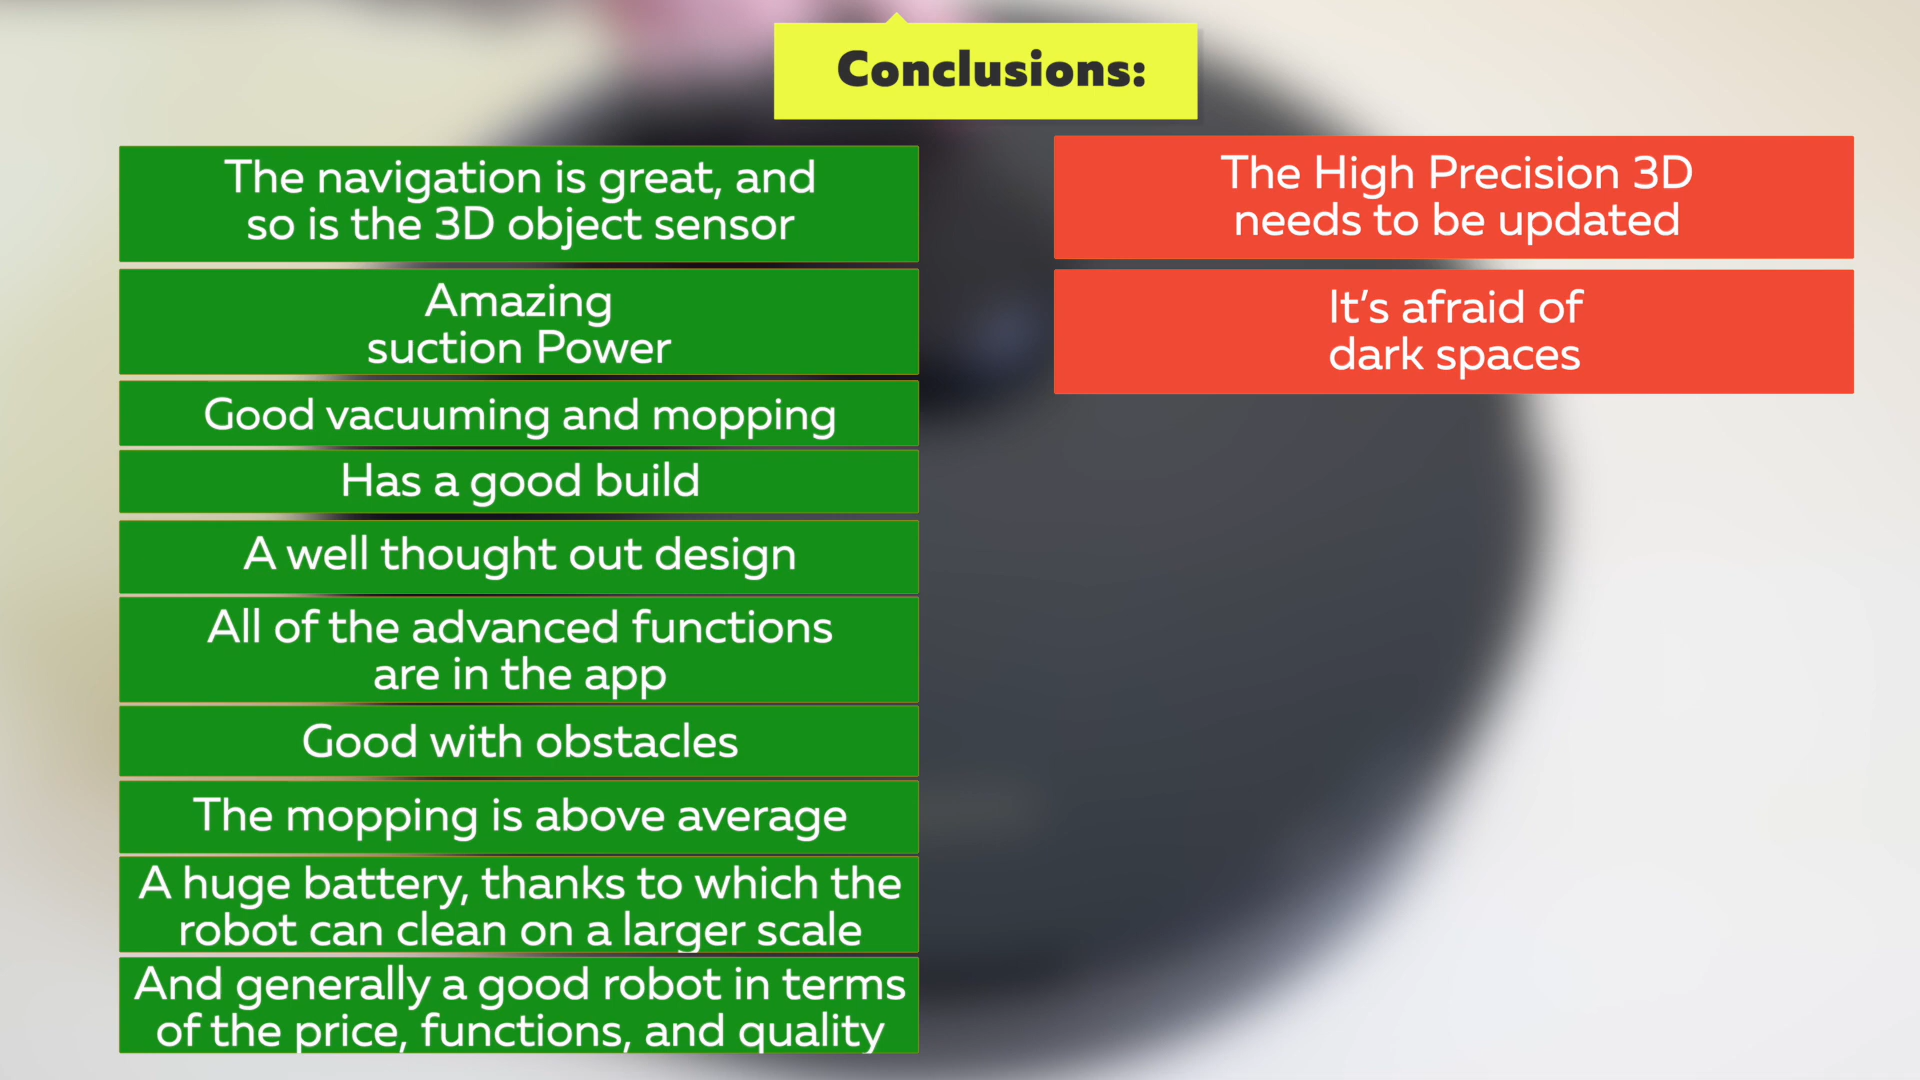 Conclusions:
The navigation is great, and
so is the 3D object sensor
Amazing
suction Power
Good vacuuming and mopping
Has a good build
A well thought out design
All of the advanced functions
are in the app
Good with obstacles
The mopping is above average
A huge battery, thanks to which the
robot can clean on a larger scale
And generally a good robot in terms
of the price, functions, and quality
The High Precision 3D
needs to be updated
It’s afraid of
dark spaces